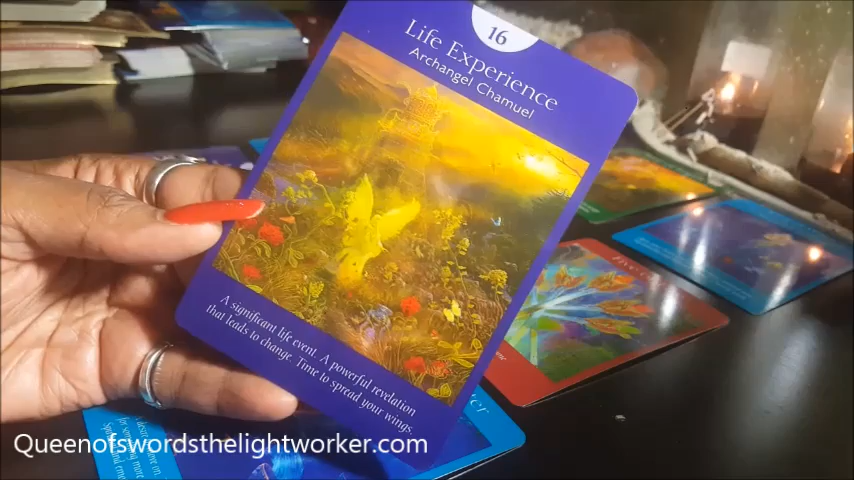 16
Life Experience
Archangel Chamuel
A significant life event. A powerful revelation
that leads to change. Time to spread your wings.
Queenofswordsthelightworker.com